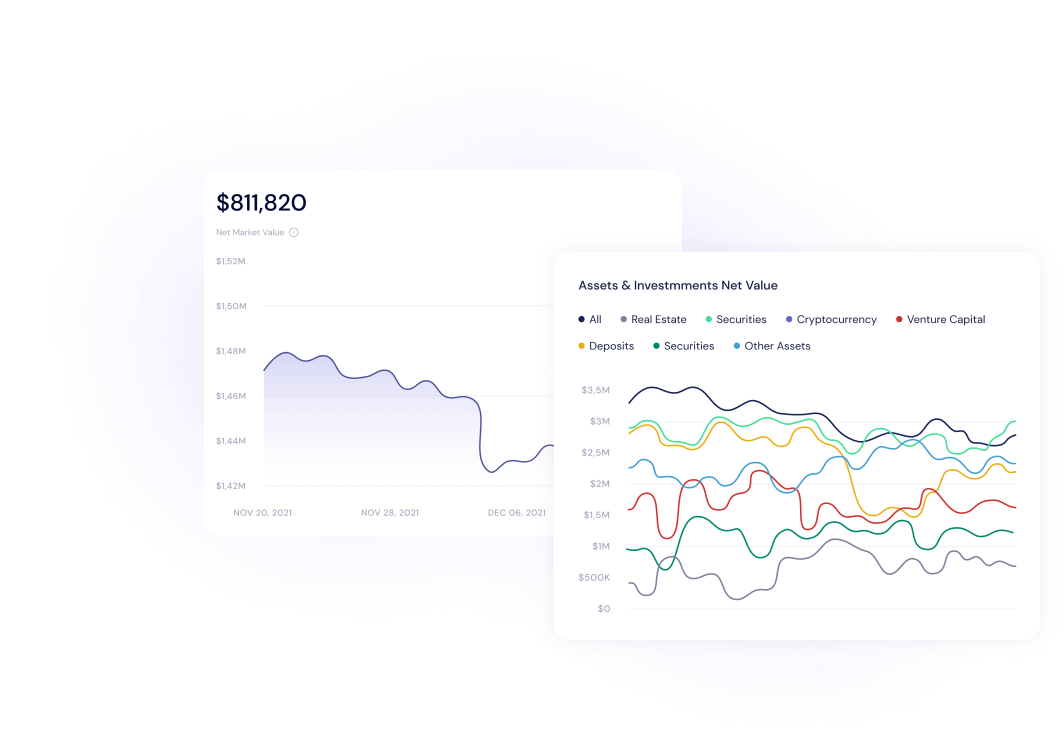 $811,820
Net Market Value
$1,52M
$1,50M
$1,48M
$1,46M
$1,44M
$1,42M
NOV 20, 2021 NOV 28, 2021 DEC 06, 2021
Assets & Investmments Net Value
All Real Estate Securities Cryptocurrency Venture Capital
Deposits Securities Other Assets
$3,5M
$3M
$2,5M
$2M
$1,5M
$1M
$500K
$0